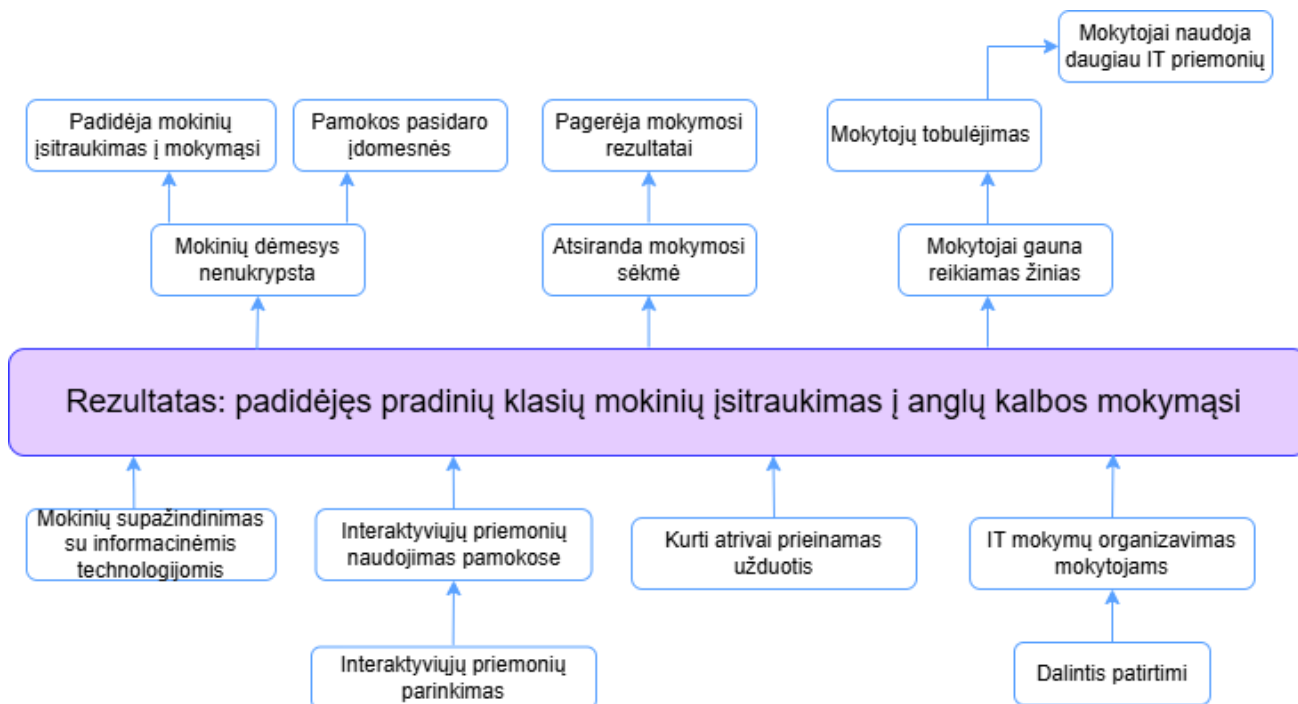 Mokytojai naudoja
daugiau IT priemonių
Padidėja mokinių
įsitraukimas į mokymąsi
Pamokos pasidaro
įdomesnės
Pagerėja mokymosi
rezultatai
Mokytojų tobulėjimas
Mokinių dėmesys
nenukrypsta
Atsiranda mokymosi
sėkmė
Mokytojai gauna
reikiamas žinias
Rezultatas: padidėjęs pradinių klasių mokinių įsitraukimas į anglų kalbos mokymąsi
Mokinių supažindinimas
su informacinėmis
technologijomis
Interaktyviųjų priemonių
naudojimas pamokose
Kurti atrivai prieinamas
užduotis
IT mokymų organizavimas
mokytojams
Interaktyviųjų priemonių
parinkimas
Dalintis patirtimi